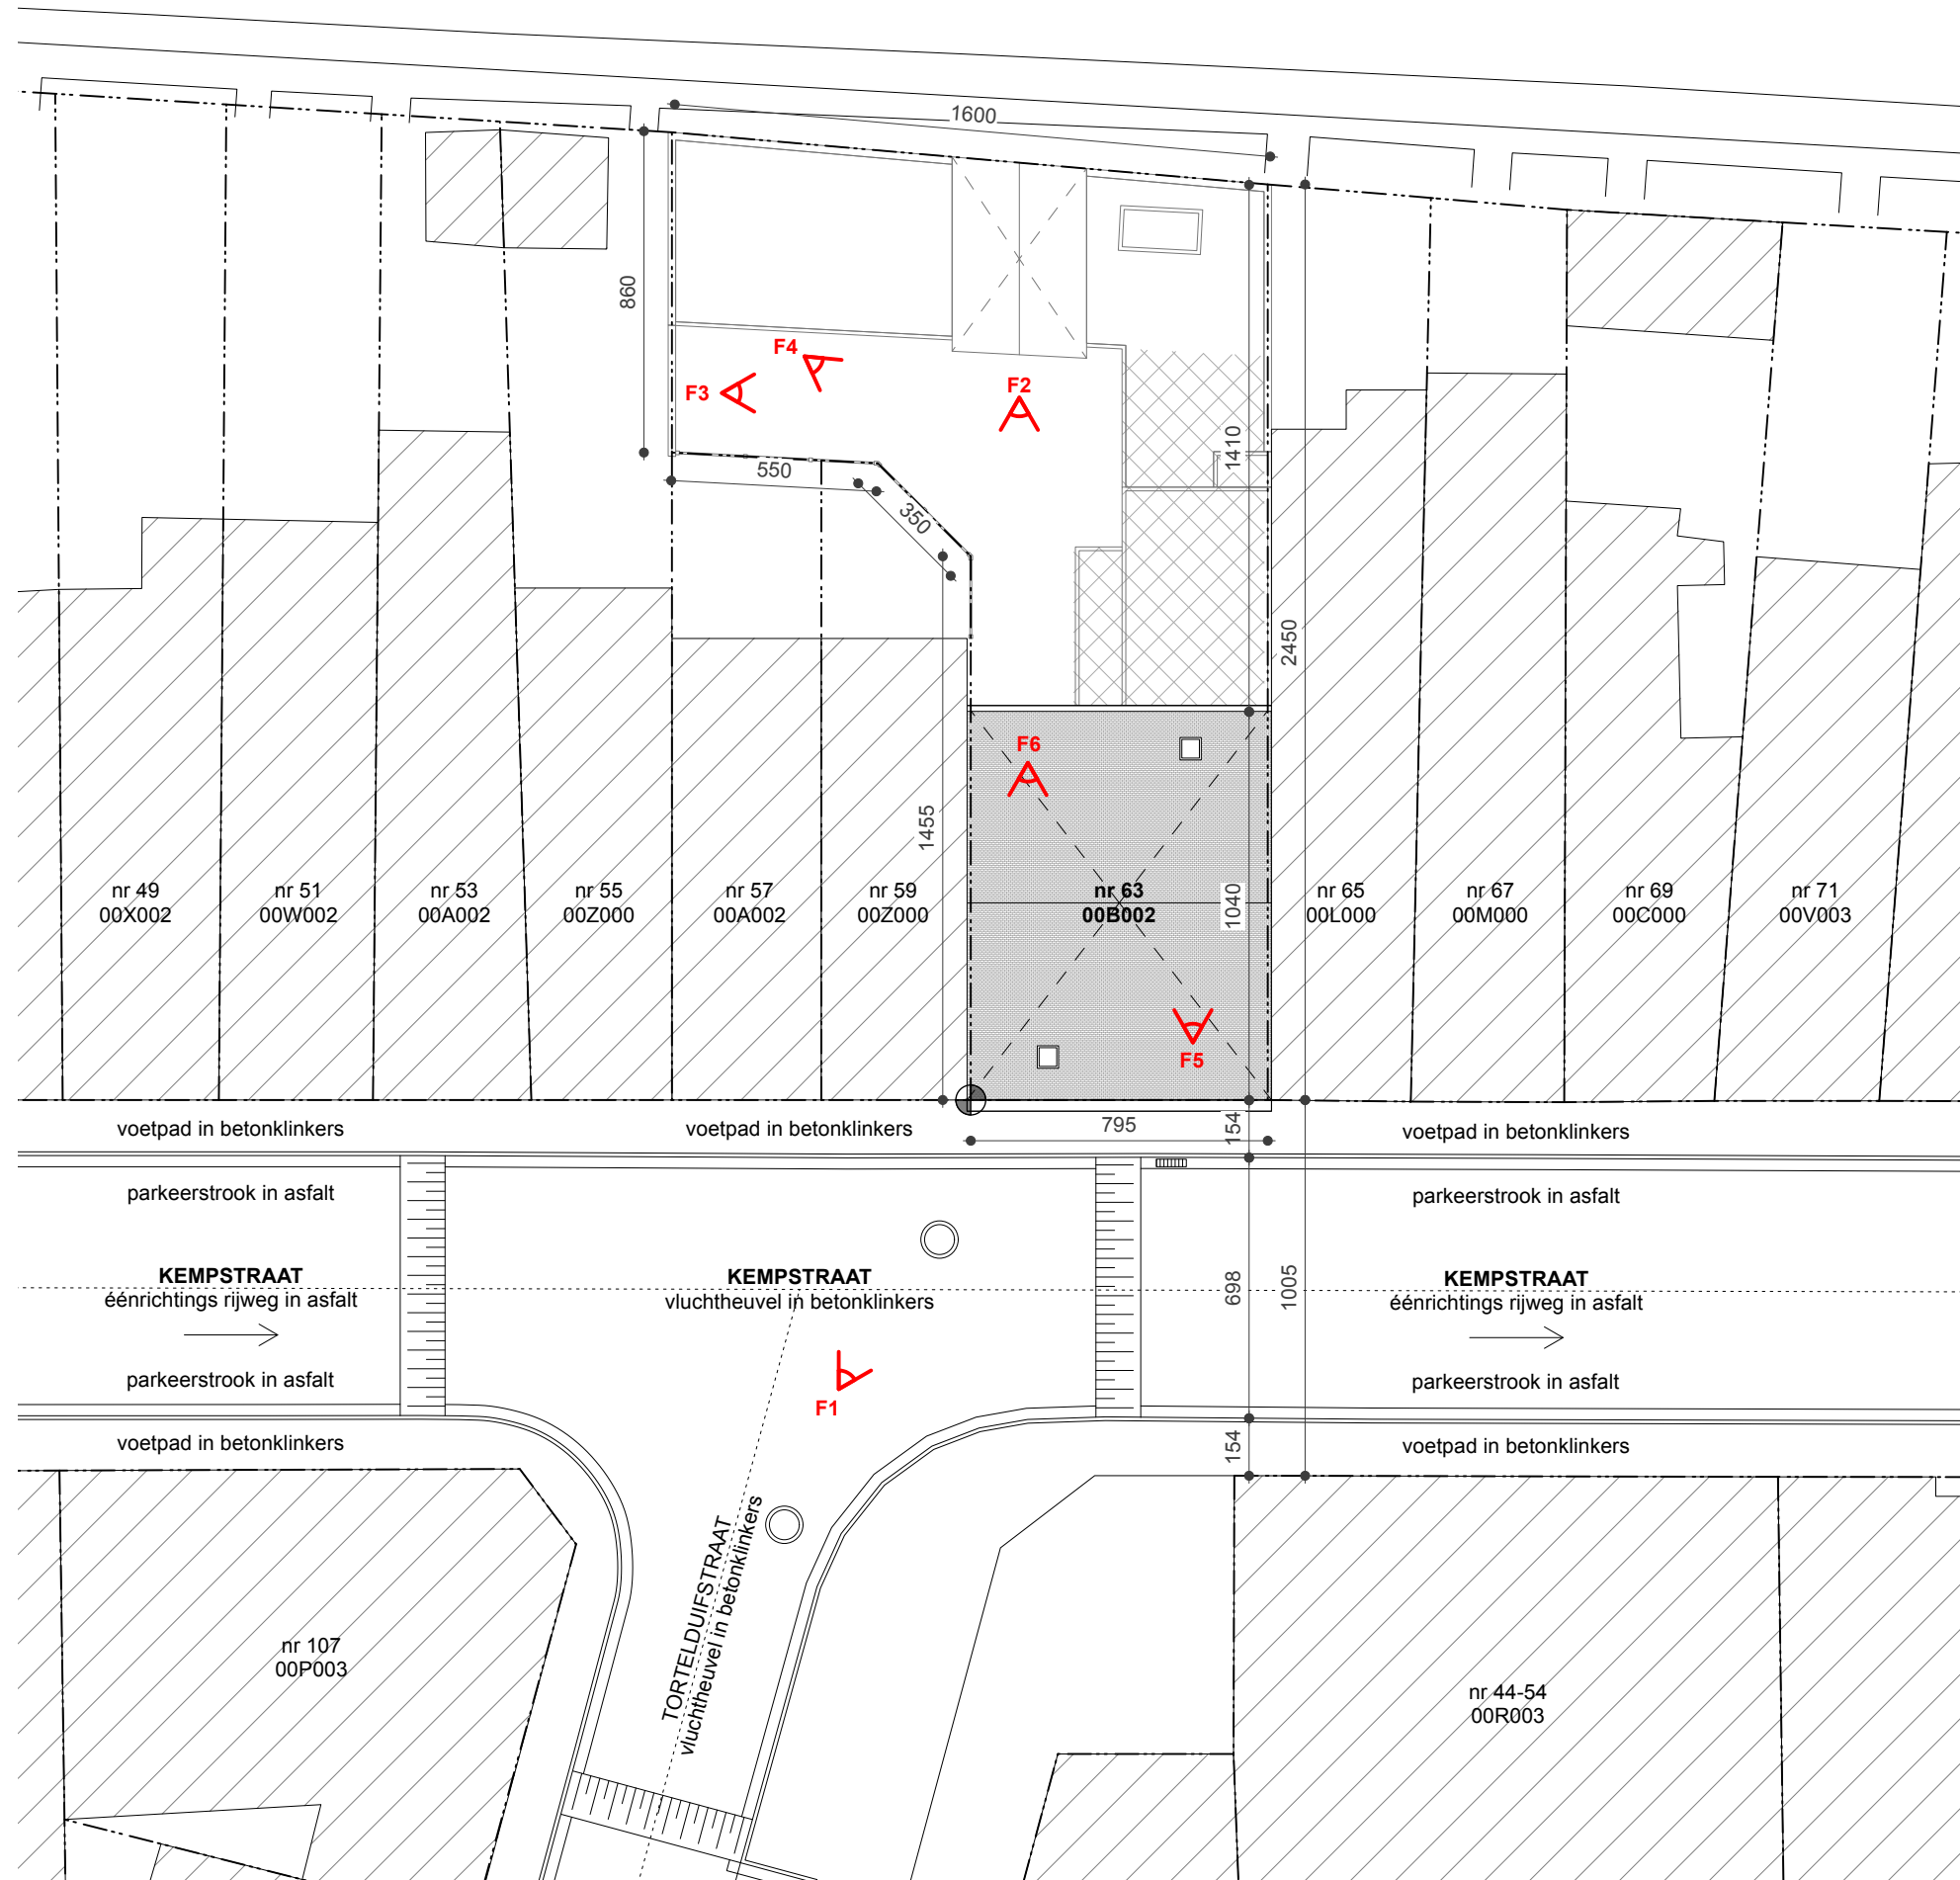 1600
860
F4
F3
F2
550
350
1410
2450
F6
1455
nr 49
00X002
nr 51
00W002
nr 53
00A002
nr 55
00Z000
nr 57
00A002
nr 59
00Z000
nr 63
00B002
1040
nr 65
00L000
nr 67
00M000
nr 69
00C000
nr 71
00V003
F5
voetpad in betonklinkers
voetpad in betonklinkers
795
154
voetpad in betonklinkers
parkeerstrook in asfalt
parkeerstrook in asfalt
KEMPSTRAAT
éénrichtings rijweg in asfalt
KEMPSTRAAT
vluchtheuvel in betonklinkers
698
1005
KEMPSTRAAT
éénrichtings rijweg in asfalt
parkeerstrook in asfalt
F1
parkeerstrook in asfalt
voetpad in betonklinkers
154
voetpad in betonklinkers
TORTELDUIFSTRAAT
vluchtheuvel in betonklinkers
nr 107
00P003
nr 44-54
00R003